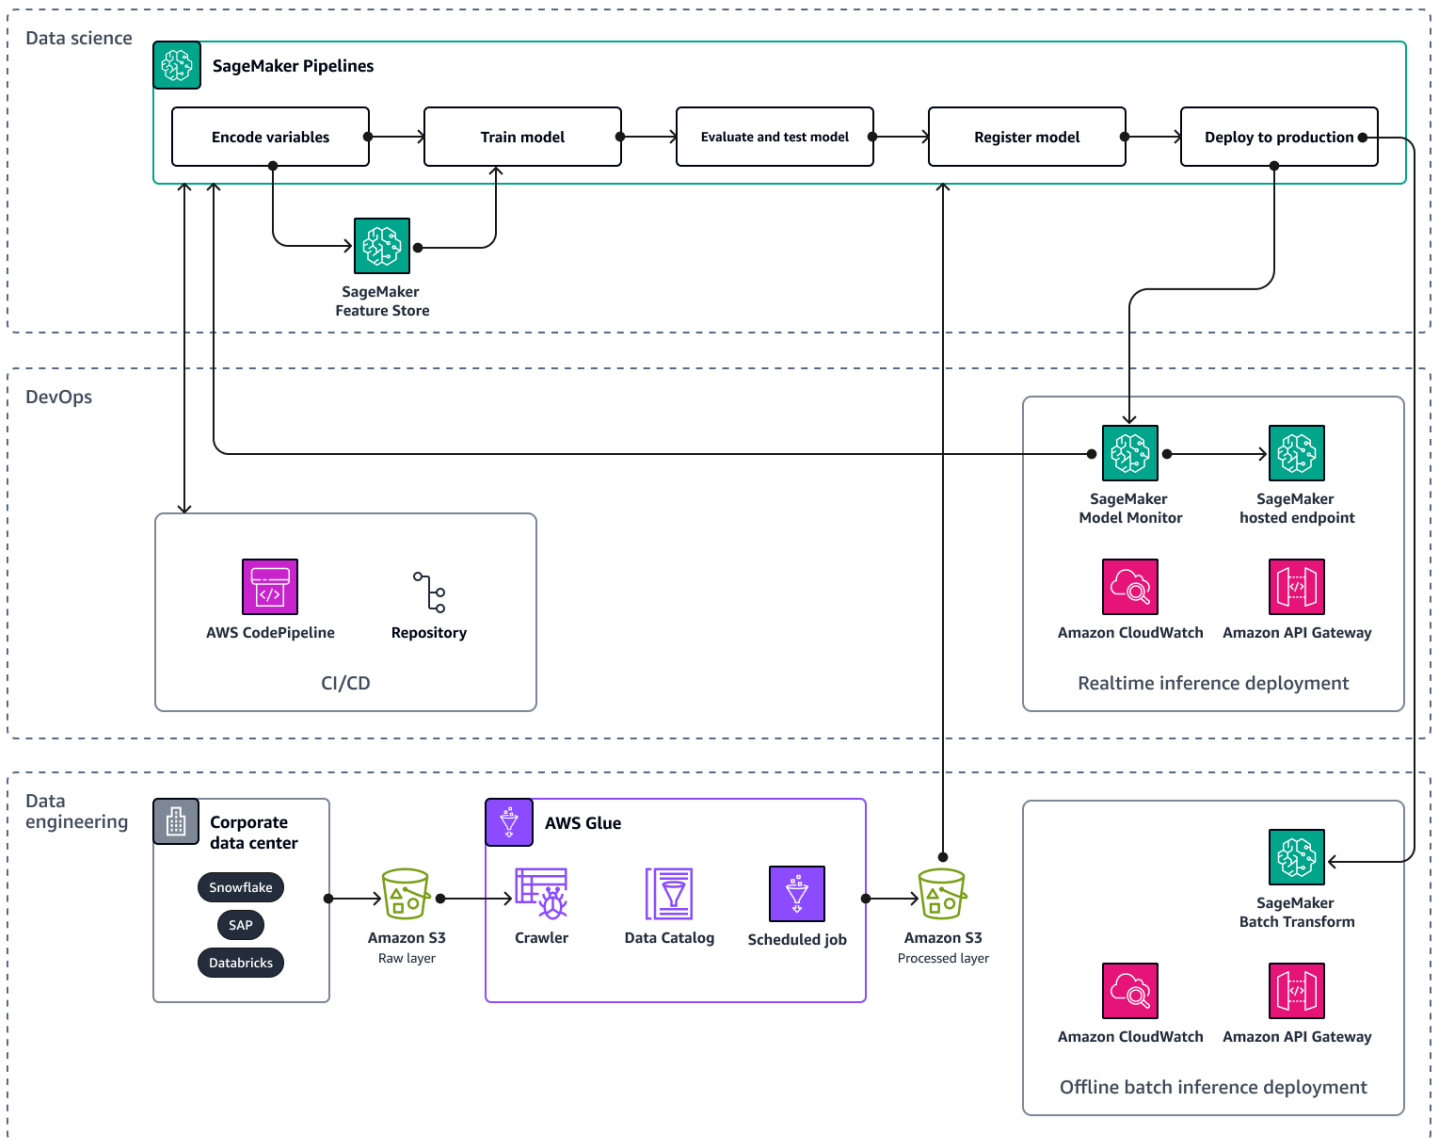 Data science
SageMaker Pipelines
Encode variables
Train model
Evaluate and test model
Register model
Deploy to production
SageMaker
Feature Store
DevOps
SageMaker
Model Monitor
SageMaker
hosted endpoint
AWS CodePipeline
Repository
CI/CD
Amazon CloudWatch
Amazon API Gateway
Realtime inference deployment
Data
engineering
Corporate
data center
Snowflake
SAP
Databricks
Amazon S3
Raw layer
AWS Glue
Crawler
Data Catalog
Scheduled job
Amazon S3
Processed layer
SageMaker
Batch Transform
Amazon CloudWatch
Amazon API Gateway
Offline batch inference deployment